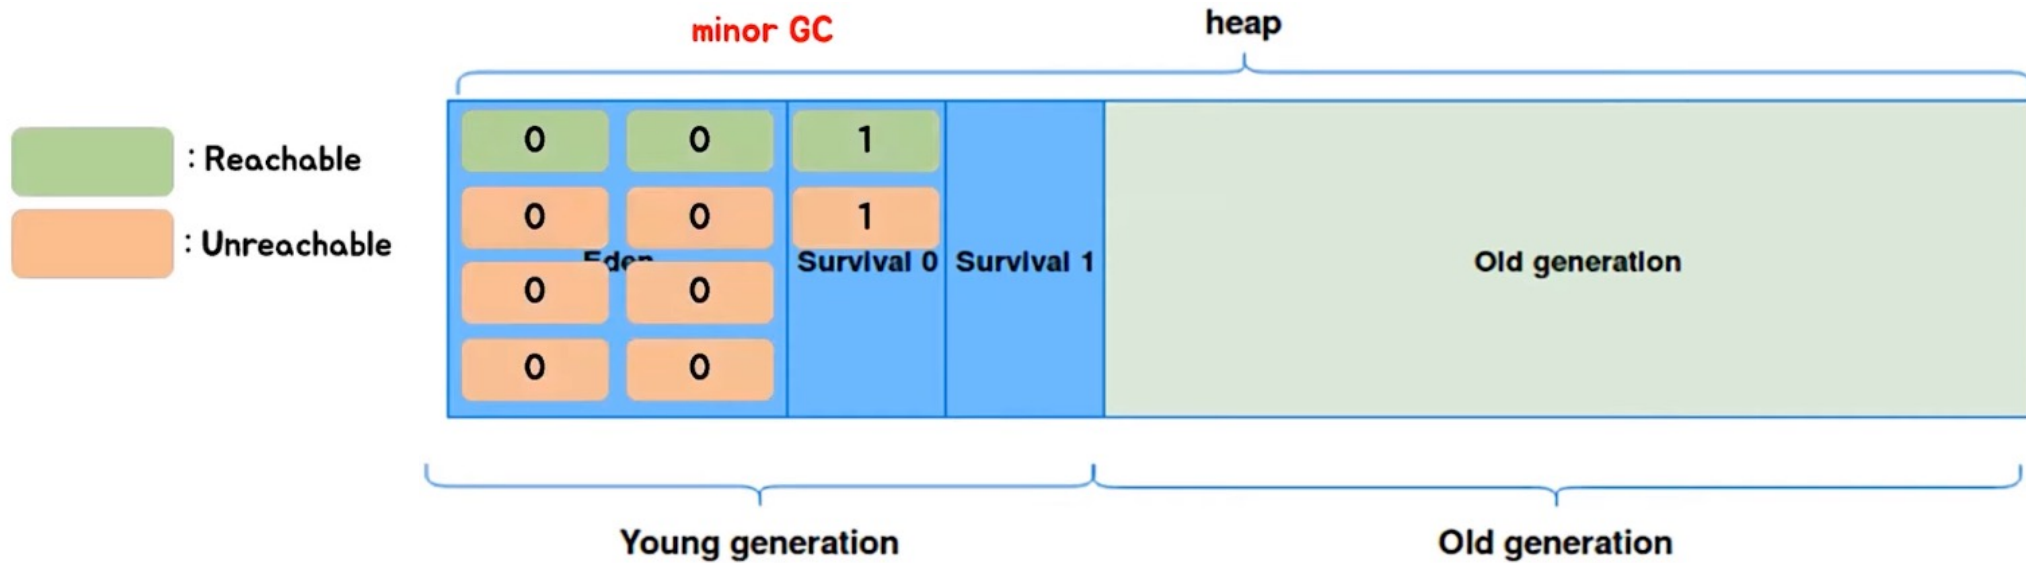 minor GC
heap
: Reachable
: Unreachable
0 0 1
0 0 1
Eden Survival 0 Survival 1 Old generation
0 0
0 0
Young generation
Old generation